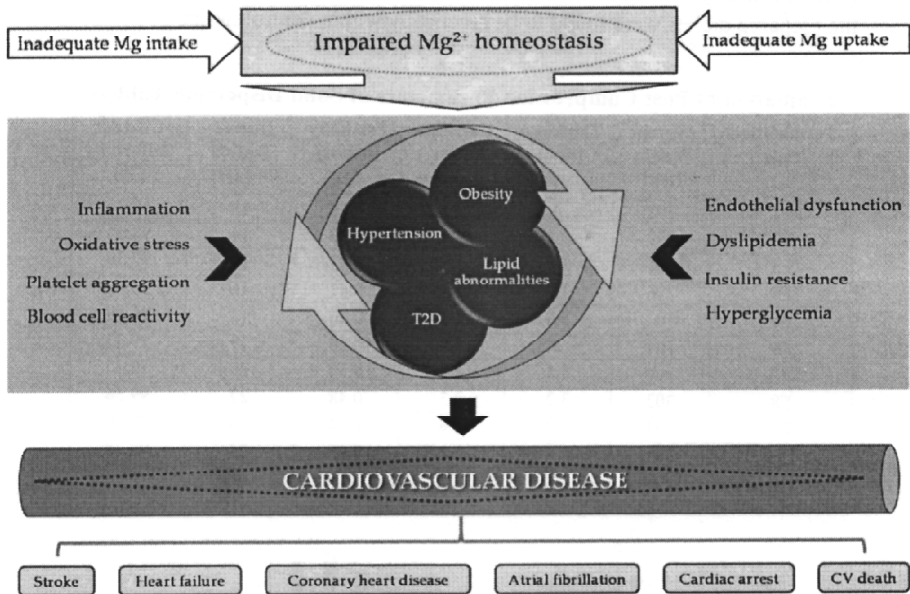 Inadequate Mg intake
Impaired Mg²⁺ homeostasis
Inadequate Mg uptake
Inflammation
Oxidative stress
Platelet aggregation
Blood cell reactivity
Obesity
Hypertension
Lipid
abnormalities
T2D
Endothelial dysfunction
Dyslipidemia
Insulin resistance
Hyperglycemia
CARDIOVASCULAR DISEASE
Stroke
Heart failure
Coronary heart disease
Atrial fibrillation
Cardiac arrest
CV death